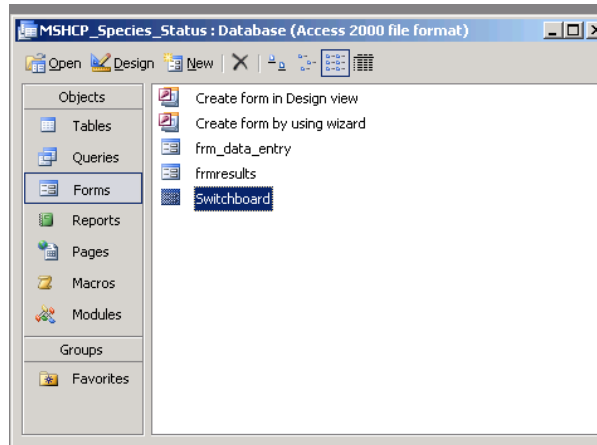 MSHCP_Species_Status : Database (Access 2000 file format)
Open Design New
Objects
Tables
Queries
Forms
Reports
Pages
Macros
Modules
Groups
Favorites
Create form in Design view
Create form by using wizard
frm_data_entry
frmresults
Switchboard